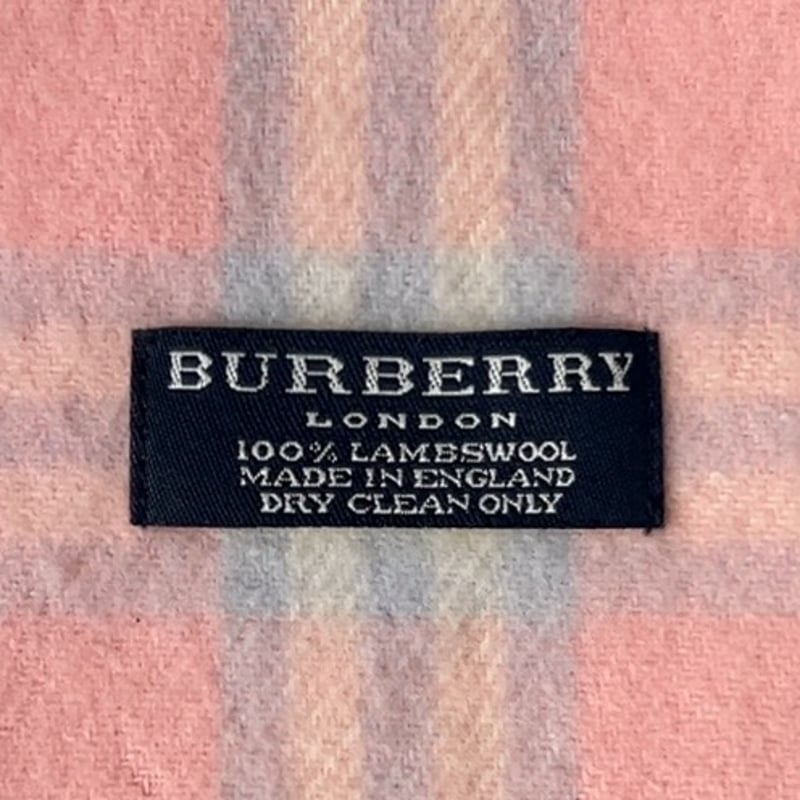 BURBERRY
LONDON
100% LAMBSWOOL
MADE IN ENGLAND
DRY CLEAN ONLY